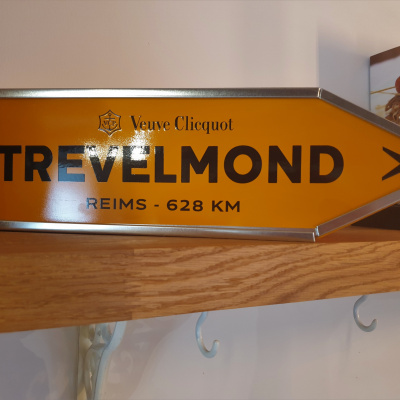 Veuve Clicquot
TREVELMOND
REIMS - 628 KM